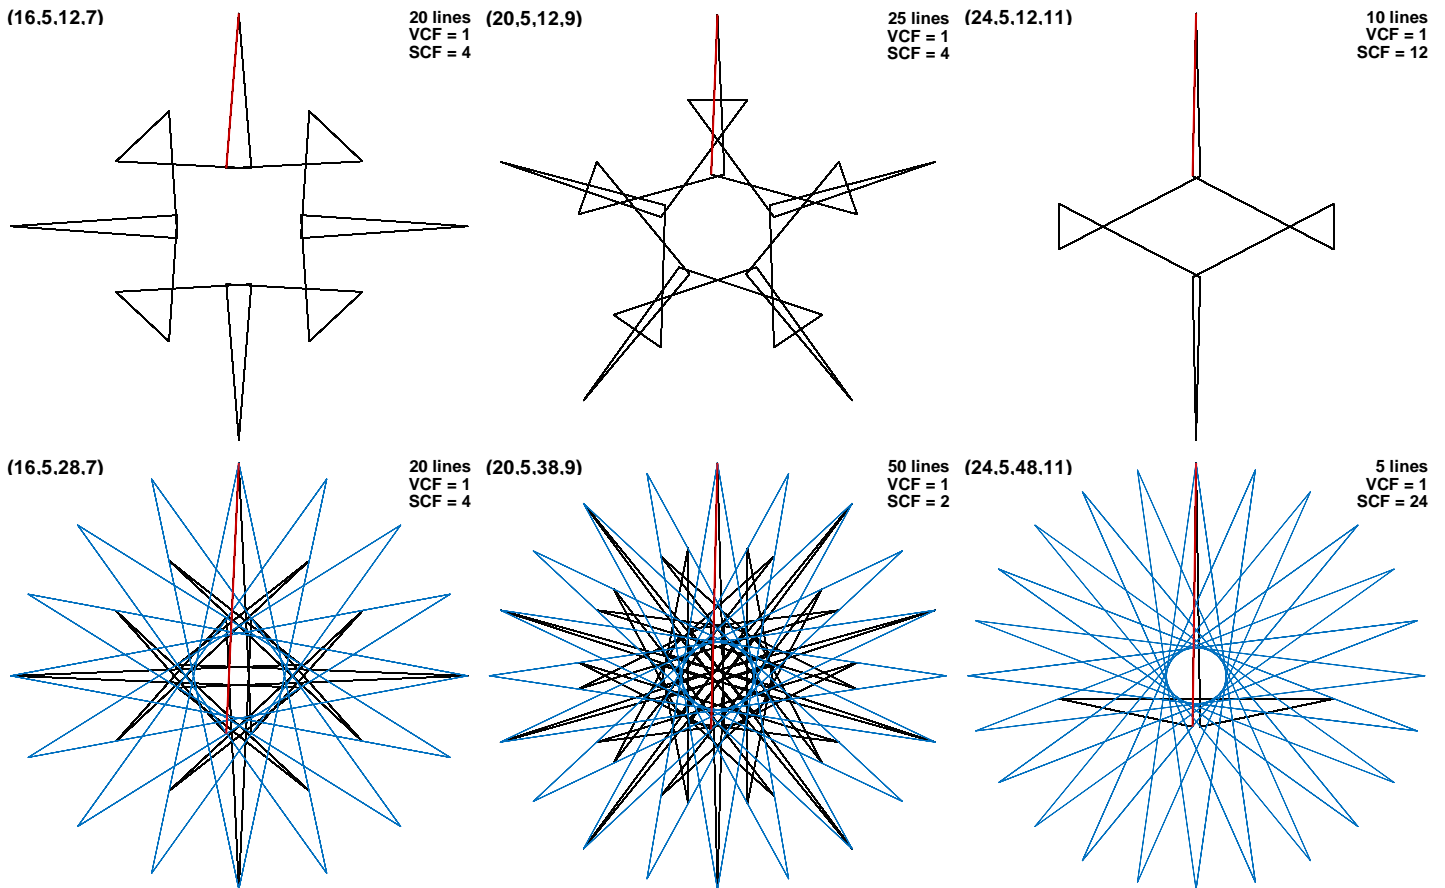 (16,5,12,7)
20 lines
VCF = 1
SCF = 4
(20,5,12,9)
25 lines
VCF = 1
SCF = 4
(24,5,12,11)
10 lines
VCF = 1
SCF = 12
(16,5,28,7)
20 lines
VCF = 1
SCF = 4
(20,5,38,9)
50 lines
VCF = 1
SCF = 2
(24,5,48,11)
5 lines
VCF = 1
SCF = 24